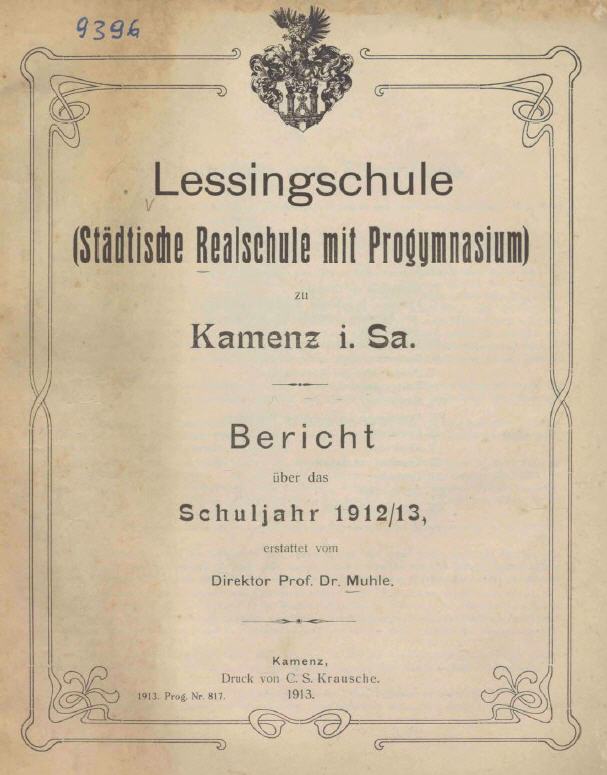 9396
Lessingschule
(Städtische Realschule mit Progymnasium)
zu
Kamenz i. Sa.
Bericht
über das
Schuljahr 1912/13,
erstattet vom
Direktor Prof. Dr. Muhle.
Kamenz,
Druck von C. S. Krausche.
1913. Prog. Nr. 817.
1913.